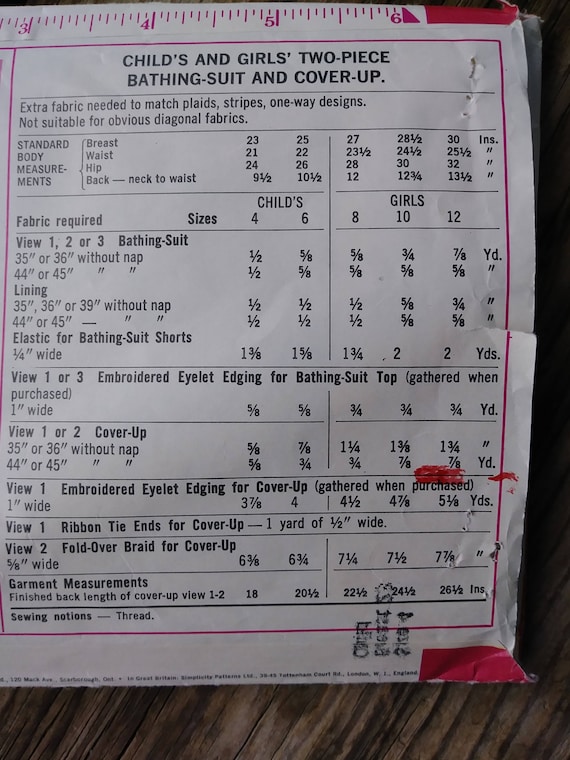 3 4 5 6
CHILD'S AND GIRLS' TWO-PIECE
BATHING-SUIT AND COVER-UP.
Extra fabric needed to match plaids, stripes, one-way designs.
Not suitable for obvious diagonal fabrics.
STANDARD Breast 23 25 27 28½ 30 Ins.
BODY Waist 21 22 23½ 24½ 25½ "
MEASURE- Hip 24 26 28 30 32 "
MENTS Back — neck to waist 9½ 10½ 12 12¾ 13½ "
CHILD'S GIRLS
Fabric required Sizes 4 6 8 10 12
View 1, 2 or 3 Bathing-Suit
35" or 36" without nap ½ ⅝ ⅝ ¾ ⅞ Yd.
44" or 45" " " ½ ⅝ ⅝ ⅝ ⅝ "
Lining
35", 36" or 39" without nap ½ ½ ½ ⅝ ¾ "
44" or 45" — " " ½ ½ ½ ⅝ ⅝ "
Elastic for Bathing-Suit Shorts
¼" wide 1⅜ 1⅝ 1¾ 2 2 Yds.
View 1 or 3 Embroidered Eyelet Edging for Bathing-Suit Top (gathered when
purchased)
1" wide ⅝ ⅝ ¾ ¾ ¾ Yd.
View 1 or 2 Cover-Up
35" or 36" without nap ⅝ ⅞ 1¼ 1⅜ 1¾ "
44" or 45" " " ⅝ ¾ ¾ ⅞ ⅞ Yd.
View 1 Embroidered Eyelet Edging for Cover-Up (gathered when purchased)
1" wide 3⅞ 4 4½ 4⅞ 5⅛ Yds.
View 1 Ribbon Tie Ends for Cover-Up — 1 yard of ½" wide.
View 2 Fold-Over Braid for Cover-Up
⅝" wide 6⅜ 6¾ 7¼ 7½ 7⅞ "
Garment Measurements
Finished back length of cover-up view 1-2 18 20½ 22½ 24½ 26½ Ins.
Sewing notions — Thread.
120 Mack Ave., Scarborough, Ont. • In Great Britain: Simplicity Patterns Ltd., 39-45 Tottenham Court Rd., London, W. I., England.